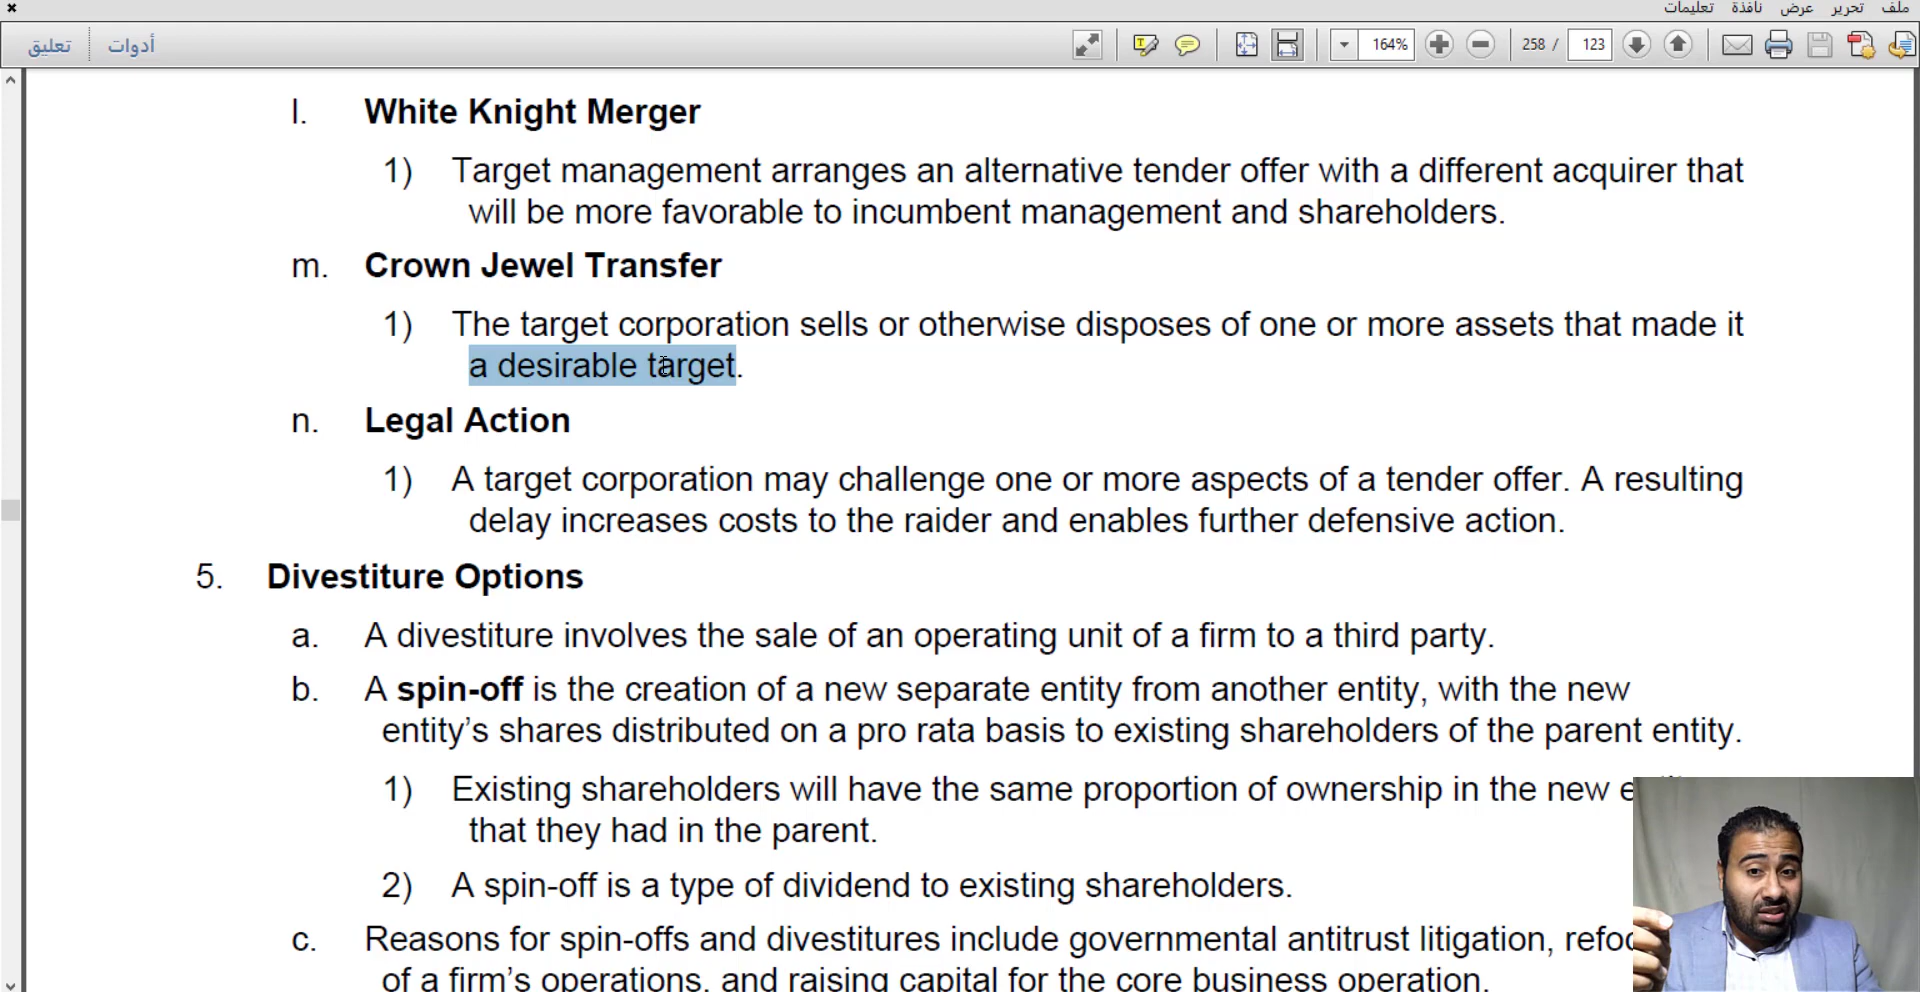 ملف تحرير عرض نافذة تعليمات
123 / 258 164% أدوات تعليق
l. White Knight Merger
1) Target management arranges an alternative tender offer with a different acquirer that
will be more favorable to incumbent management and shareholders.
m. Crown Jewel Transfer
1) The target corporation sells or otherwise disposes of one or more assets that made it
a desirable target.
n. Legal Action
1) A target corporation may challenge one or more aspects of a tender offer. A resulting
delay increases costs to the raider and enables further defensive action.
5. Divestiture Options
a. A divestiture involves the sale of an operating unit of a firm to a third party.
b. A spin-off is the creation of a new separate entity from another entity, with the new
entity's shares distributed on a pro rata basis to existing shareholders of the parent entity.
1) Existing shareholders will have the same proportion of ownership in the new
that they had in the parent.
2) A spin-off is a type of dividend to existing shareholders.
c. Reasons for spin-offs and divestitures include governmental antitrust litigation,
of a firm's operations, and raising capital for the core business operation.